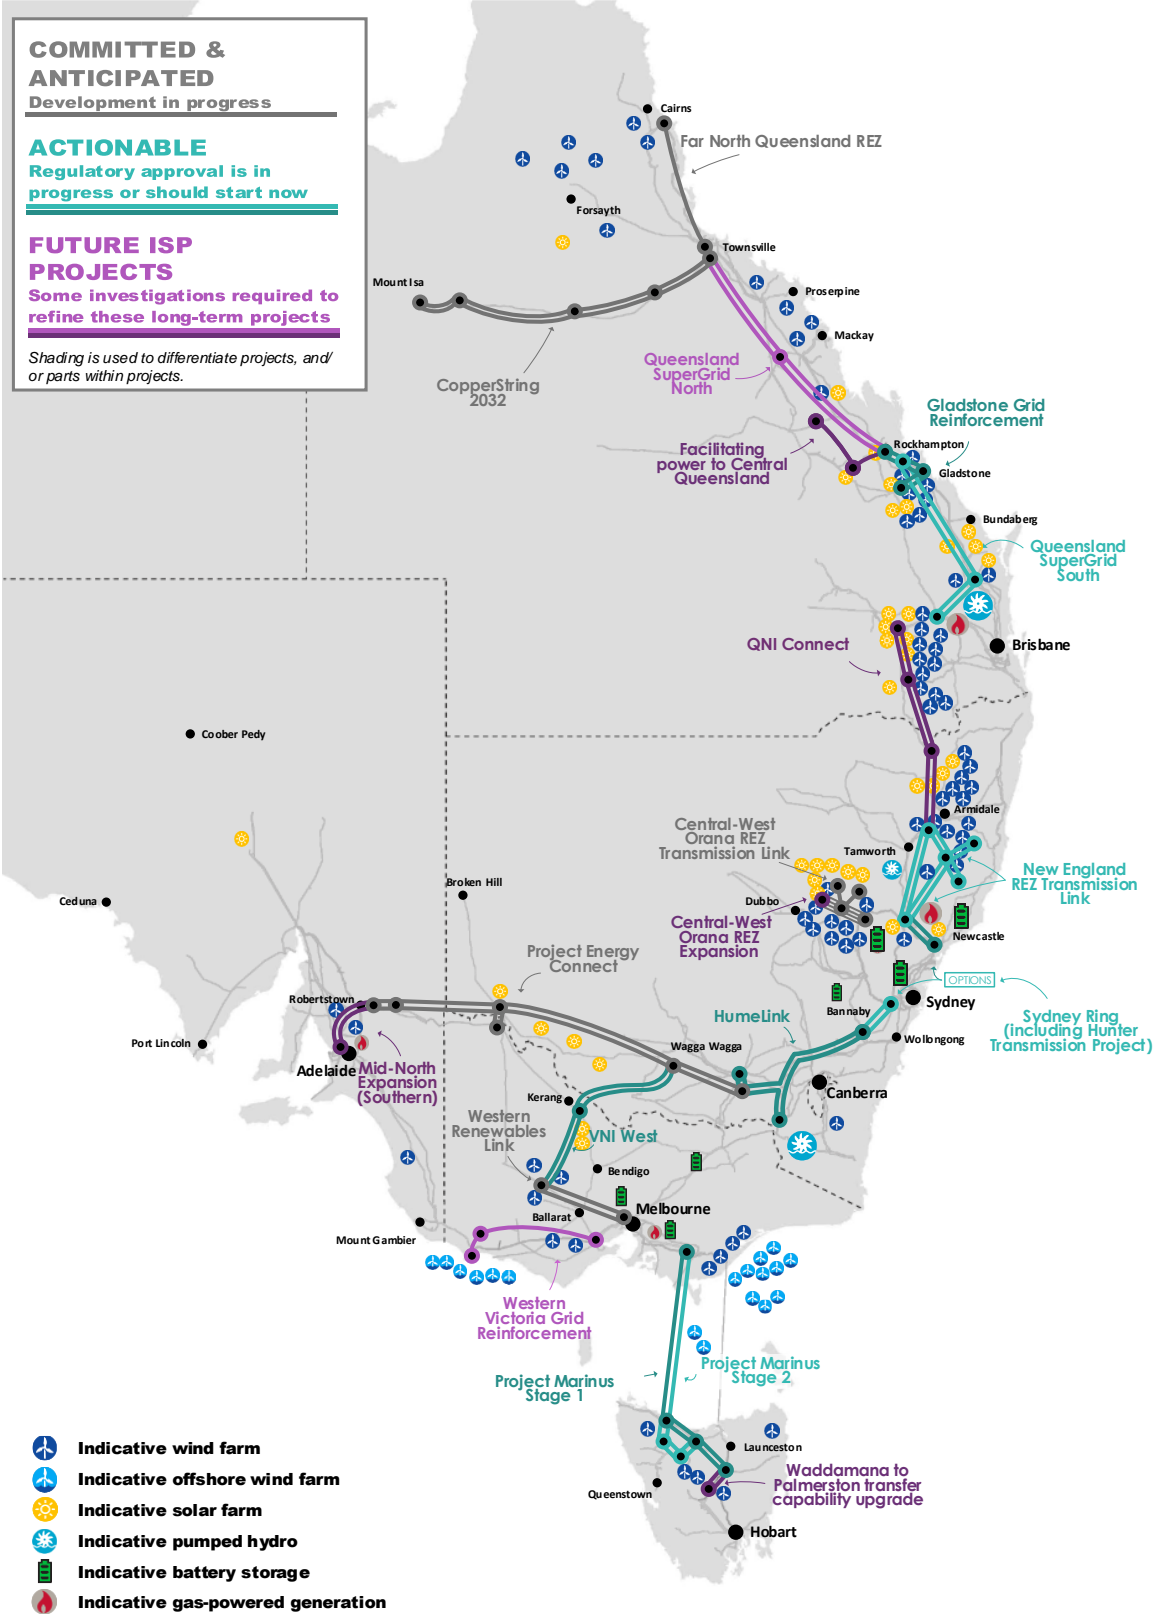 COMMITTED &
ANTICIPATED
Development in progress
ACTIONABLE
Regulatory approval is in
progress or should start now
FUTURE ISP
PROJECTS
Some investigations required to
refine these long-term projects
Shading is used to differentiate projects, and/
or parts within projects.
Cairns
Far North Queensland REZ
Forsayth
Townsville
Mount Isa
Proserpine
Mackay
Queensland
SuperGrid
North
CopperString
2032
Gladstone Grid
Reinforcement
Facilitating
power to Central
Queensland
Rockhampton
Gladstone
Bundaberg
Queensland
SuperGrid
South
QNI Connect
Brisbane
Coober Pedy
Armidale
Central-West
Orana REZ
Transmission Link
Tamworth
New England
REZ Transmission
Link
Broken Hill
Ceduna
Dubbo
Central-West
Orana REZ
Expansion
Newcastle
Project Energy
Connect
OPTIONS
Robertstown
Sydney
Bannaby
HumeLink
Sydney Ring
(including Hunter
Transmission Project)
Wollongong
Port Lincoln
Wagga Wagga
Adelaide
Mid-North
Expansion
(Southern)
Canberra
Kerang
Western
Renewables
Link
VNI West
Bendigo
Ballarat
Melbourne
Mount Gambier
Western
Victoria Grid
Reinforcement
Project Marinus
Stage 1
Project Marinus
Stage 2
Launceston
Queenstown
Waddamana to
Palmerston transfer
capability upgrade
Hobart
Indicative wind farm
Indicative offshore wind farm
Indicative solar farm
Indicative pumped hydro
Indicative battery storage
Indicative gas-powered generation